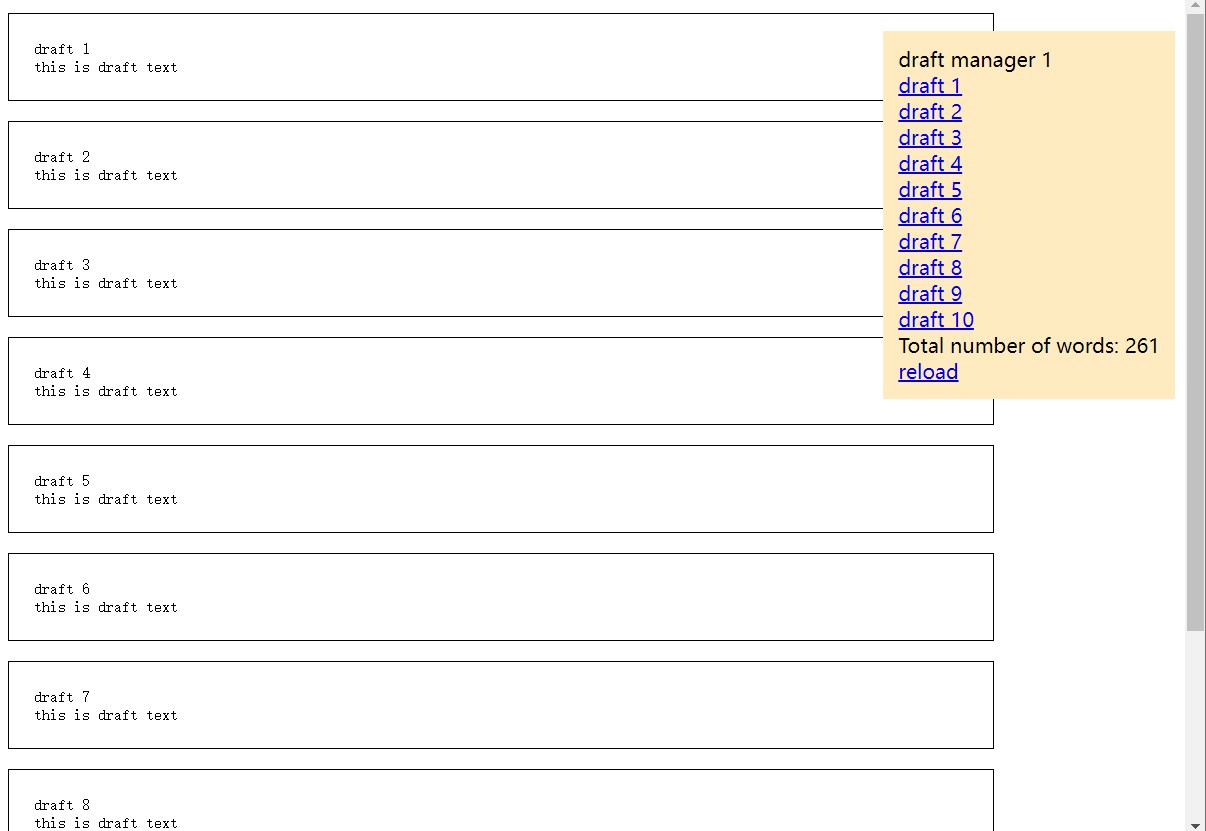 draft 1
this is draft text
draft 2
this is draft text
draft 3
this is draft text
draft 4
this is draft text
draft 5
this is draft text
draft 6
this is draft text
draft 7
this is draft text
draft 8
this is draft text
draft manager 1
draft 1
draft 2
draft 3
draft 4
draft 5
draft 6
draft 7
draft 8
draft 9
draft 10
Total number of words: 261
reload